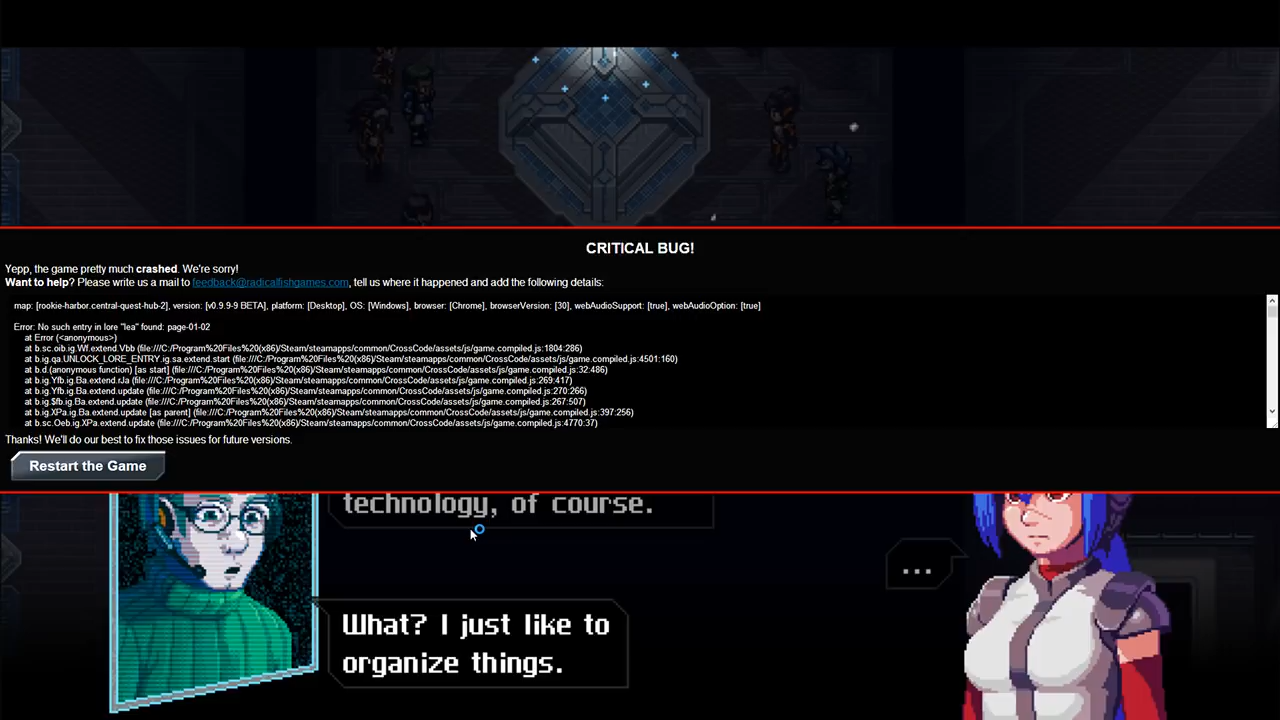 CRITICAL BUG!
Yepp, the game pretty much crashed. We're sorry!
Want to help? Please write us a mail to feedback@radicalfishgames.com, tell us where it happened and add the following details:
map: [rookie-harbor.central-quest-hub-2], version: [v0.9.9-9 BETA], platform: [Desktop], OS: [Windows], browser: [Chrome], browserVersion: [30], webAudioSupport: [true], webAudioOption: [true]
Error: No such entry in lore "lea" found: page-01-02
at Error (<anonymous>)
at b.sc.oib.ig.Wf.extend.Vbb (file:///C:/Program%20Files%20(x86)/Steam/steamapps/common/CrossCode/assets/js/game.compiled.js:1804:286)
at b.ig.qa.UNLOCK_LORE_ENTRY.ig.sa.extend.start (file:///C:/Program%20Files%20(x86)/Steam/steamapps/common/CrossCode/assets/js/game.compiled.js:4501:160)
at b.d.(anonymous function) [as start] (file:///C:/Program%20Files%20(x86)/Steam/steamapps/common/CrossCode/assets/js/game.compiled.js:32:486)
at b.ig.Yfb.ig.Ba.extend.rJa (file:///C:/Program%20Files%20(x86)/Steam/steamapps/common/CrossCode/assets/js/game.compiled.js:269:417)
at b.ig.Yfb.ig.Ba.extend.update (file:///C:/Program%20Files%20(x86)/Steam/steamapps/common/CrossCode/assets/js/game.compiled.js:270:266)
at b.ig.$fb.ig.Ba.extend.update (file:///C:/Program%20Files%20(x86)/Steam/steamapps/common/CrossCode/assets/js/game.compiled.js:267:507)
at b.ig.XPa.ig.Ba.extend.update [as parent] (file:///C:/Program%20Files%20(x86)/Steam/steamapps/common/CrossCode/assets/js/game.compiled.js:397:256)
at b.sc.Oeb.ig.XPa.extend.update (file:///C:/Program%20Files%20(x86)/Steam/steamapps/common/CrossCode/assets/js/game.compiled.js:4770:37)
Thanks! We'll do our best to fix those issues for future versions.
Restart the Game
technology, of course.
...
What? I just like to
organize things.